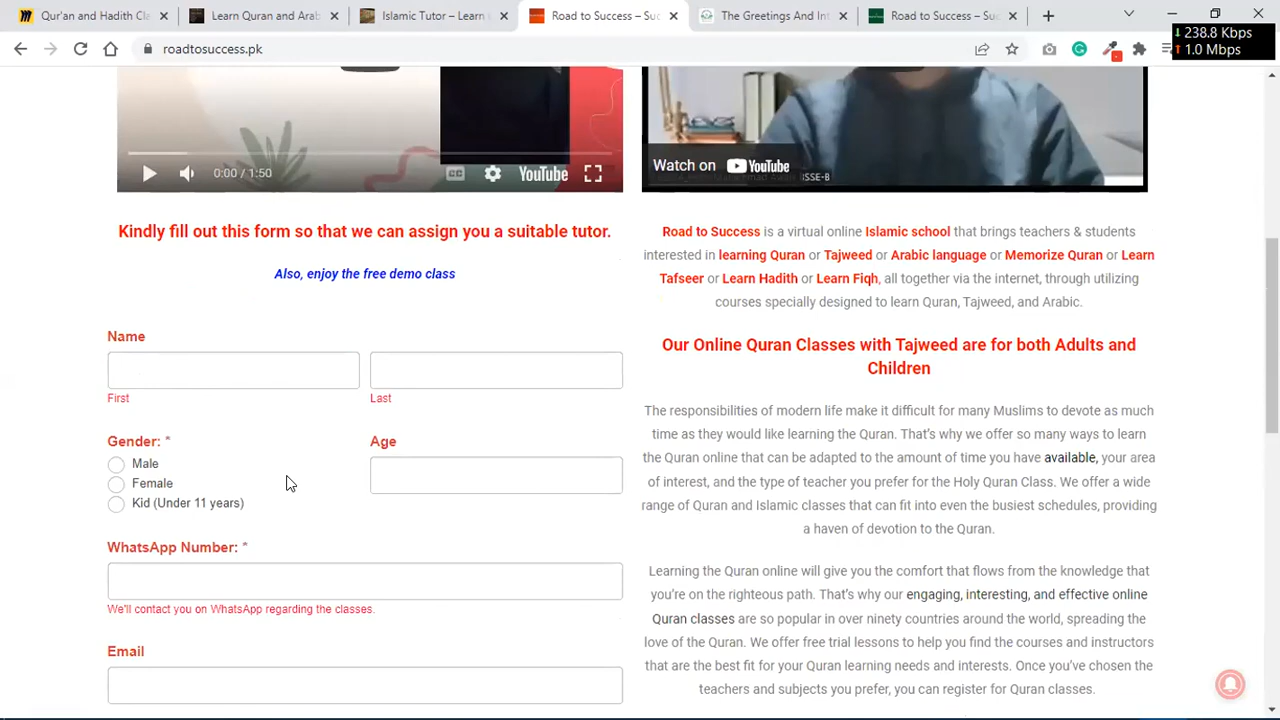 Qur'an and Hadith Cl
Learn Quran and Arab
Islamic Tutor – Learn I
Road to Success – Suc
The Greetings And Int
Road to Success – Suc
238.8 Kbps
1.0 Mbps
roadtosuccess.pk
0:00 / 1:50
CC
YouTube
Watch on YouTube
ISSE-B
Kindly fill out this form so that we can assign you a suitable tutor.
Also, enjoy the free demo class
Name
First
Last
Gender: *
Age
Male
Female
Kid (Under 11 years)
WhatsApp Number: *
We'll contact you on WhatsApp regarding the classes.
Email
Road to Success is a virtual online Islamic school that brings teachers & students
interested in learning Quran or Tajweed or Arabic language or Memorize Quran or Learn
Tafseer or Learn Hadith or Learn Fiqh, all together via the internet, through utilizing
courses specially designed to learn Quran, Tajweed, and Arabic.
Our Online Quran Classes with Tajweed are for both Adults and
Children
The responsibilities of modern life make it difficult for many Muslims to devote as much
time as they would like learning the Quran. That's why we offer so many ways to learn
the Quran online that can be adapted to the amount of time you have available, your area
of interest, and the type of teacher you prefer for the Holy Quran Class. We offer a wide
range of Quran and Islamic classes that can fit into even the busiest schedules, providing
a haven of devotion to the Quran.
Learning the Quran online will give you the comfort that flows from the knowledge that
you're on the righteous path. That's why our engaging, interesting, and effective online
Quran classes are so popular in over ninety countries around the world, spreading the
love of the Quran. We offer free trial lessons to help you find the courses and instructors
that are the best fit for your Quran learning needs and interests. Once you've chosen the
teachers and subjects you prefer, you can register for Quran classes.